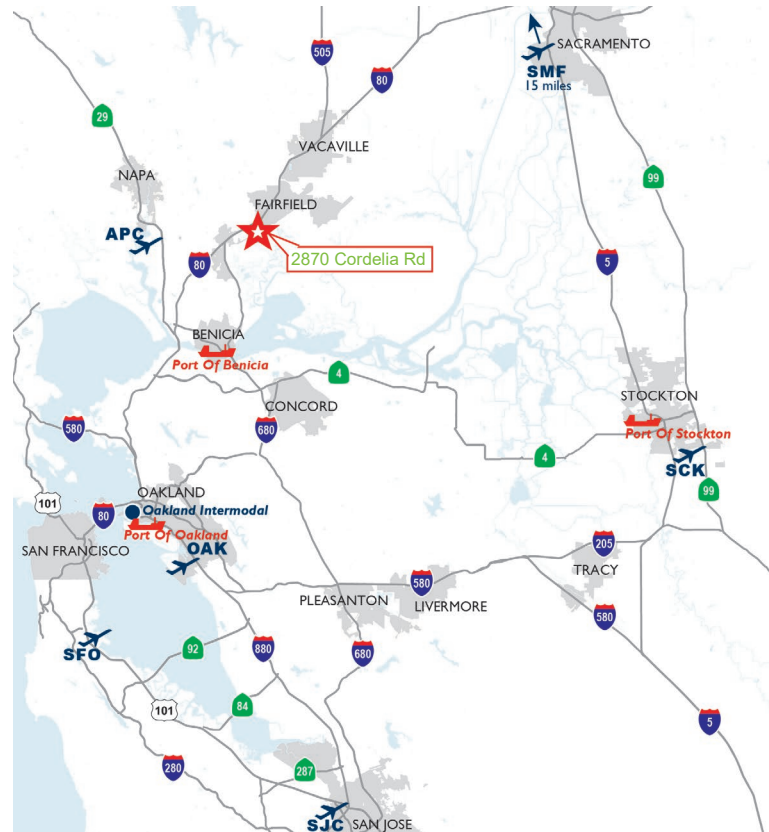 SACRAMENTO
505
SMF
15 miles
80
29
VACAVILLE
NAPA
99
FAIRFIELD
APC
2870 Cordelia Rd
80
5
BENICIA
Port Of Benicia
4
STOCKTON
CONCORD
580
680
Port Of Stockton
4
SCK
OAKLAND
99
101
Oakland Intermodal
80
Port Of Oakland
SAN FRANCISCO
OAK
205
TRACY
580
PLEASANTON
LIVERMORE
580
SFO
92
880
680
101
84
5
280
287
SJC
SAN JOSE